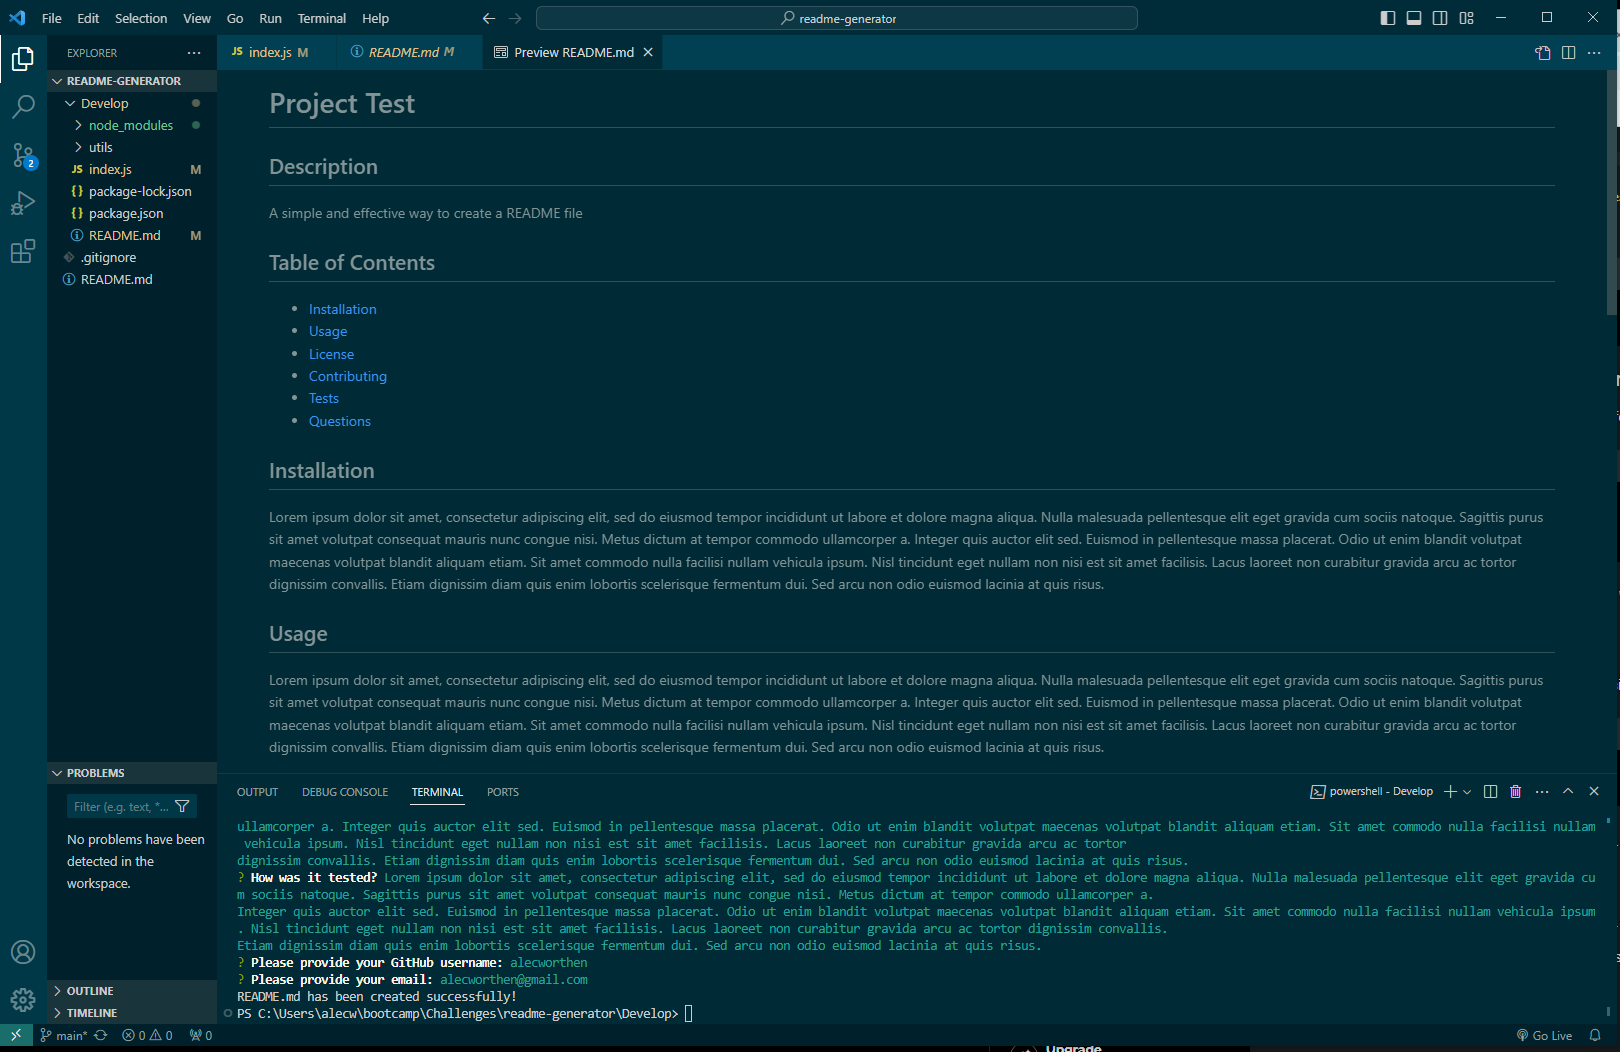 File Edit Selection View Go Run Terminal Help
readme-generator
EXPLORER
JS index.js M
README.md M
Preview README.md
README-GENERATOR
Develop
node_modules
utils
JS index.js M
{} package-lock.json
{} package.json
README.md M
.gitignore
README.md
Project Test
Description
A simple and effective way to create a README file
Table of Contents
• Installation
• Usage
• License
• Contributing
• Tests
• Questions
Installation
Lorem ipsum dolor sit amet, consectetur adipiscing elit, sed do eiusmod tempor incididunt ut labore et dolore magna aliqua. Nulla malesuada pellentesque elit eget gravida cum sociis natoque. Sagittis purus
sit amet volutpat consequat mauris nunc congue nisi. Metus dictum at tempor commodo ullamcorper a. Integer quis auctor elit sed. Euismod in pellentesque massa placerat. Odio ut enim blandit volutpat
maecenas volutpat blandit aliquam etiam. Sit amet commodo nulla facilisi nullam vehicula ipsum. Nisl tincidunt eget nullam non nisi est sit amet facilisis. Lacus laoreet non curabitur gravida arcu ac tortor
dignissim convallis. Etiam dignissim diam quis enim lobortis scelerisque fermentum dui. Sed arcu non odio euismod lacinia at quis risus.
Usage
Lorem ipsum dolor sit amet, consectetur adipiscing elit, sed do eiusmod tempor incididunt ut labore et dolore magna aliqua. Nulla malesuada pellentesque elit eget gravida cum sociis natoque. Sagittis purus
sit amet volutpat consequat mauris nunc congue nisi. Metus dictum at tempor commodo ullamcorper a. Integer quis auctor elit sed. Euismod in pellentesque massa placerat. Odio ut enim blandit volutpat
maecenas volutpat blandit aliquam etiam. Sit amet commodo nulla facilisi nullam vehicula ipsum. Nisl tincidunt eget nullam non nisi est sit amet facilisis. Lacus laoreet non curabitur gravida arcu ac tortor
dignissim convallis. Etiam dignissim diam quis enim lobortis scelerisque fermentum dui. Sed arcu non odio euismod lacinia at quis risus.
PROBLEMS
Filter (e.g. text, *...
No problems have been
detected in the
workspace.
OUTLINE
TIMELINE
OUTPUT DEBUG CONSOLE TERMINAL PORTS
powershell - Develop
ullamcorper a. Integer quis auctor elit sed. Euismod in pellentesque massa placerat. Odio ut enim blandit volutpat maecenas volutpat blandit aliquam etiam. Sit amet commodo nulla facilisi nullam
vehicula ipsum. Nisl tincidunt eget nullam non nisi est sit amet facilisis. Lacus laoreet non curabitur gravida arcu ac tortor
dignissim convallis. Etiam dignissim diam quis enim lobortis scelerisque fermentum dui. Sed arcu non odio euismod lacinia at quis risus.
? How was it tested? Lorem ipsum dolor sit amet, consectetur adipiscing elit, sed do eiusmod tempor incididunt ut labore et dolore magna aliqua. Nulla malesuada pellentesque elit eget gravida cu
m sociis natoque. Sagittis purus sit amet volutpat consequat mauris nunc congue nisi. Metus dictum at tempor commodo ullamcorper a.
Integer quis auctor elit sed. Euismod in pellentesque massa placerat. Odio ut enim blandit volutpat maecenas volutpat blandit aliquam etiam. Sit amet commodo nulla facilisi nullam vehicula ipsum
. Nisl tincidunt eget nullam non nisi est sit amet facilisis. Lacus laoreet non curabitur gravida arcu ac tortor dignissim convallis.
Etiam dignissim diam quis enim lobortis scelerisque fermentum dui. Sed arcu non odio euismod lacinia at quis risus.
? Please provide your GitHub username: alecworthen
? Please provide your email: alecworthen@gmail.com
README.md has been created successfully!
PS C:\Users\alecw\bootcamp\Challenges\readme-generator\Develop>
2
main* 0 0 0
Go Live
Upgrade